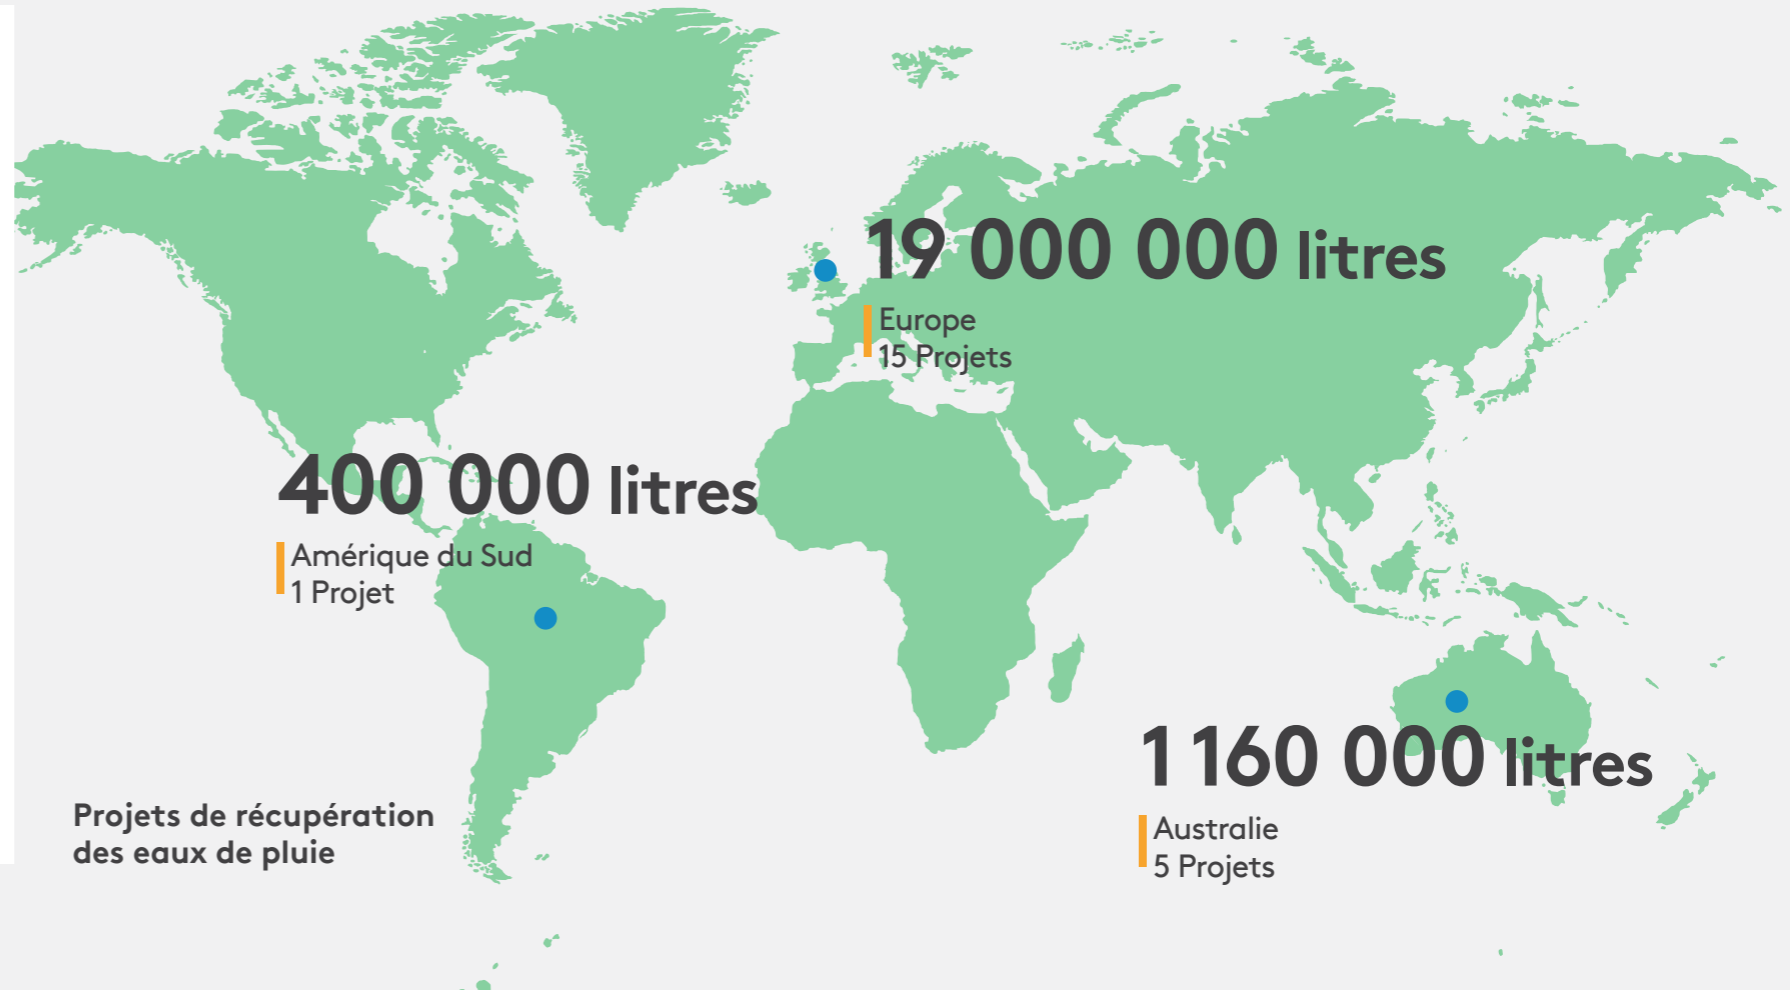 19 000 000 litres
Europe
15 Projets
400 000 litres
Amérique du Sud
1 Projet
1 160 000 litres
Australie
5 Projets
Projets de récupération
des eaux de pluie